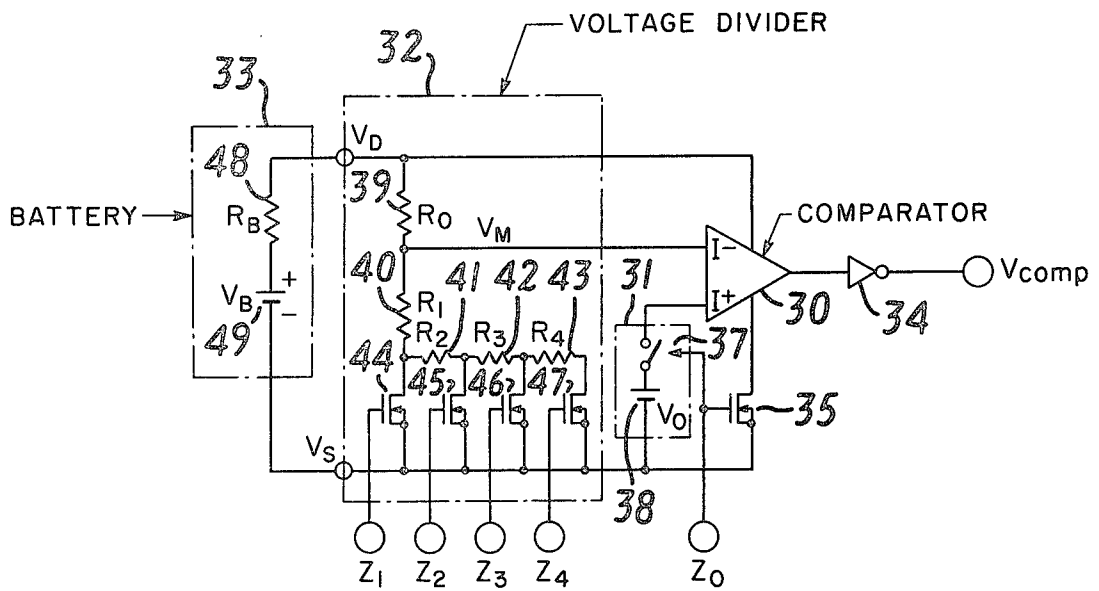 VOLTAGE DIVIDER
32
33
V_D
48
39
R_O
BATTERY
R_B
V_M
COMPARATOR
I-
40
41
42
43
31
V_comp
V_B
+
-
49
R_1
I+
30
34
R_2
R_3
R_4
37
44
45
46
47
V_O
35
V_S
38
Z_1
Z_2
Z_3
Z_4
Z_O